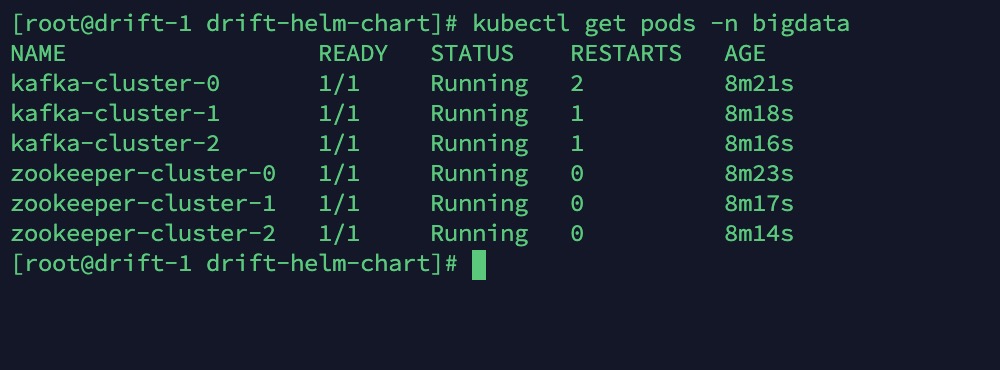 [root@drift-1 drift-helm-chart]# kubectl get pods -n bigdata
NAME                  READY   STATUS    RESTARTS   AGE
kafka-cluster-0       1/1     Running   2          8m21s
kafka-cluster-1       1/1     Running   1          8m18s
kafka-cluster-2       1/1     Running   1          8m16s
zookeeper-cluster-0   1/1     Running   0          8m23s
zookeeper-cluster-1   1/1     Running   0          8m17s
zookeeper-cluster-2   1/1     Running   0          8m14s
[root@drift-1 drift-helm-chart]#